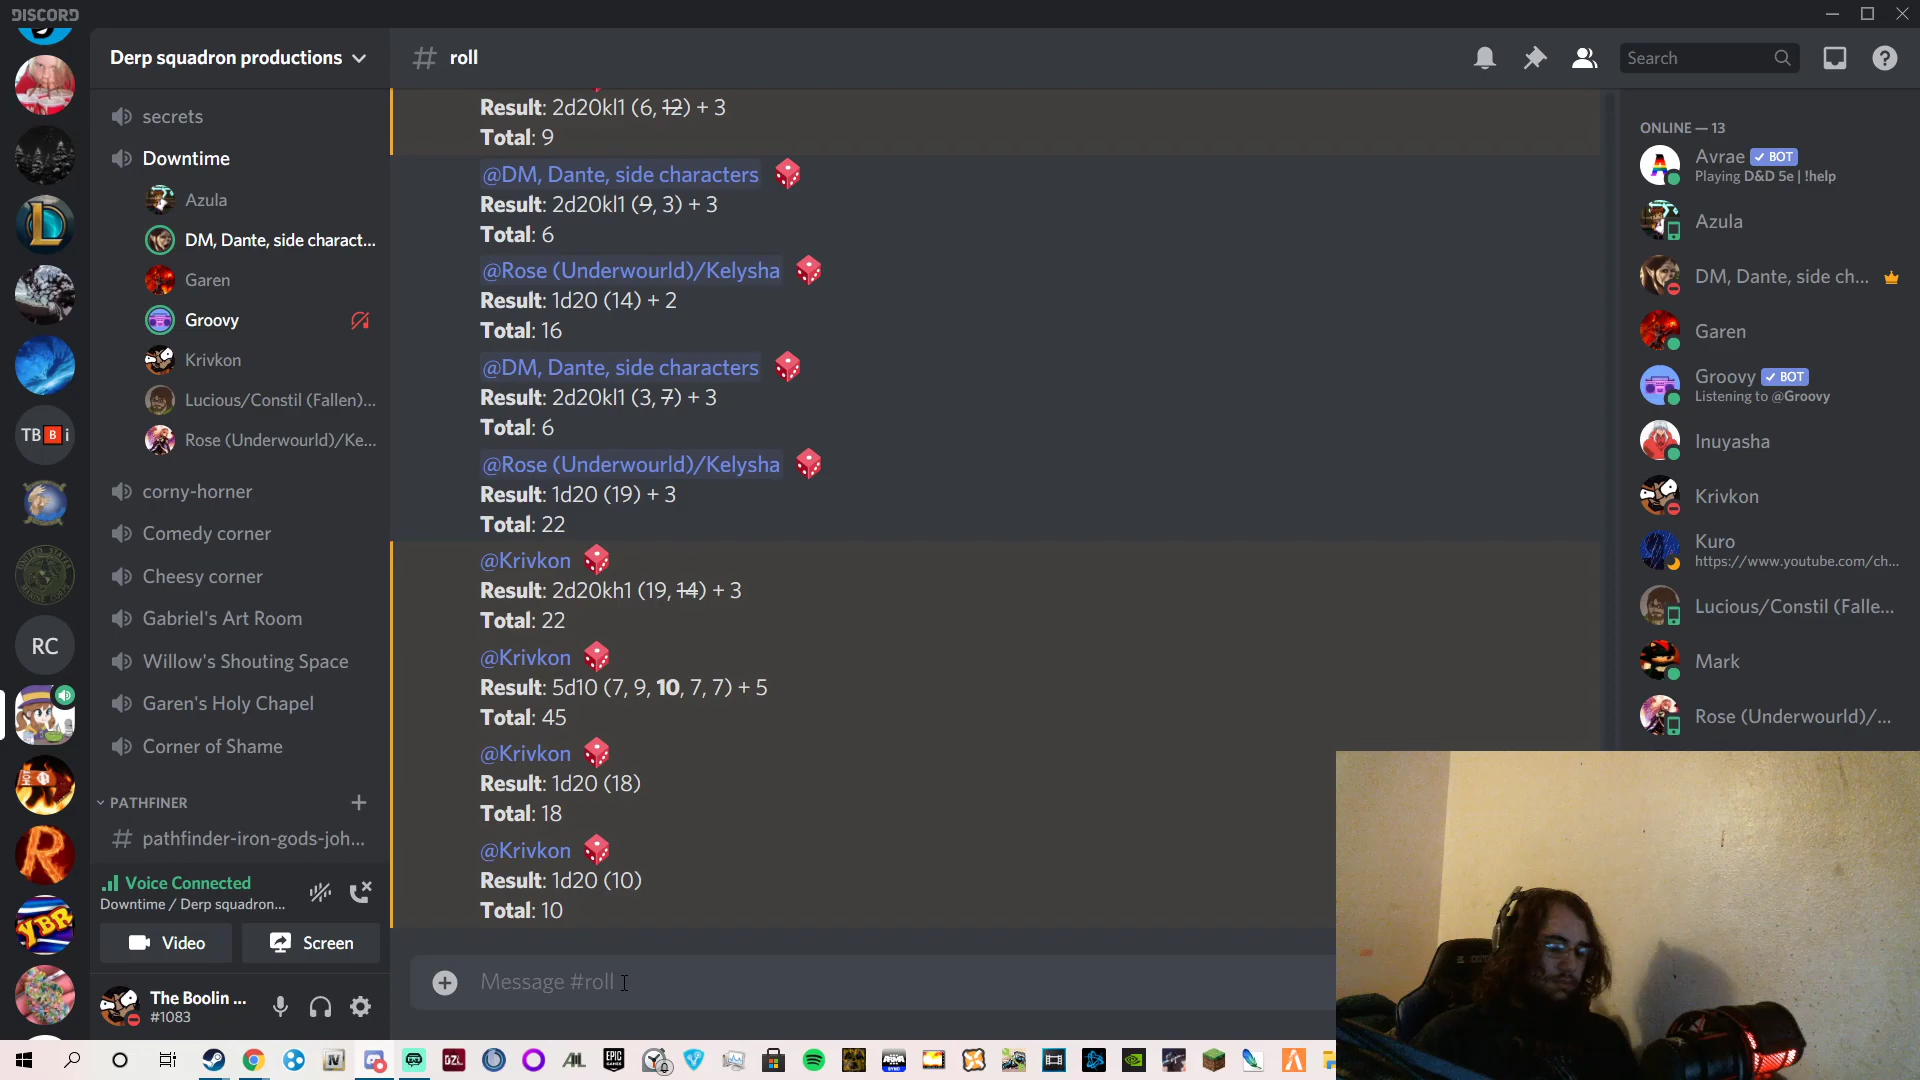 DISCORD
Derp squadron productions
secrets
Downtime
Azula
DM, Dante, side charact...
Garen
Groovy
Krivkon
Lucious/Constil (Fallen)...
Rose (Underwourld)/Ke...
corny-horner
Comedy corner
Cheesy corner
Gabriel's Art Room
Willow's Shouting Space
Garen's Holy Chapel
Corner of Shame
PATHFINER
# pathfinder-iron-gods-joh...
Voice Connected
Downtime / Derp squadron...
Video
Screen
The Boolin ...
#1083
TB B i
RC
HOT
R
YBR
# roll
Search
Result: 2d20kl1 (6, 12) + 3
Total: 9
@DM, Dante, side characters
Result: 2d20kl1 (9, 3) + 3
Total: 6
@Rose (Underwourld)/Kelysha
Result: 1d20 (14) + 2
Total: 16
@DM, Dante, side characters
Result: 2d20kl1 (3, 7) + 3
Total: 6
@Rose (Underwourld)/Kelysha
Result: 1d20 (19) + 3
Total: 22
@Krivkon
Result: 2d20kh1 (19, 14) + 3
Total: 22
@Krivkon
Result: 5d10 (7, 9, 10, 7, 7) + 5
Total: 45
@Krivkon
Result: 1d20 (18)
Total: 18
@Krivkon
Result: 1d20 (10)
Total: 10
Message #roll
ONLINE — 13
Avrae BOT
Playing D&D 5e | !help
Azula
DM, Dante, side ch...
Garen
Groovy BOT
Listening to @Groovy
Inuyasha
Krivkon
Kuro
https://www.youtube.com/ch...
Lucious/Constil (Falle...
Mark
Rose (Underwourld)/...
DZL
EPIC
GAMES